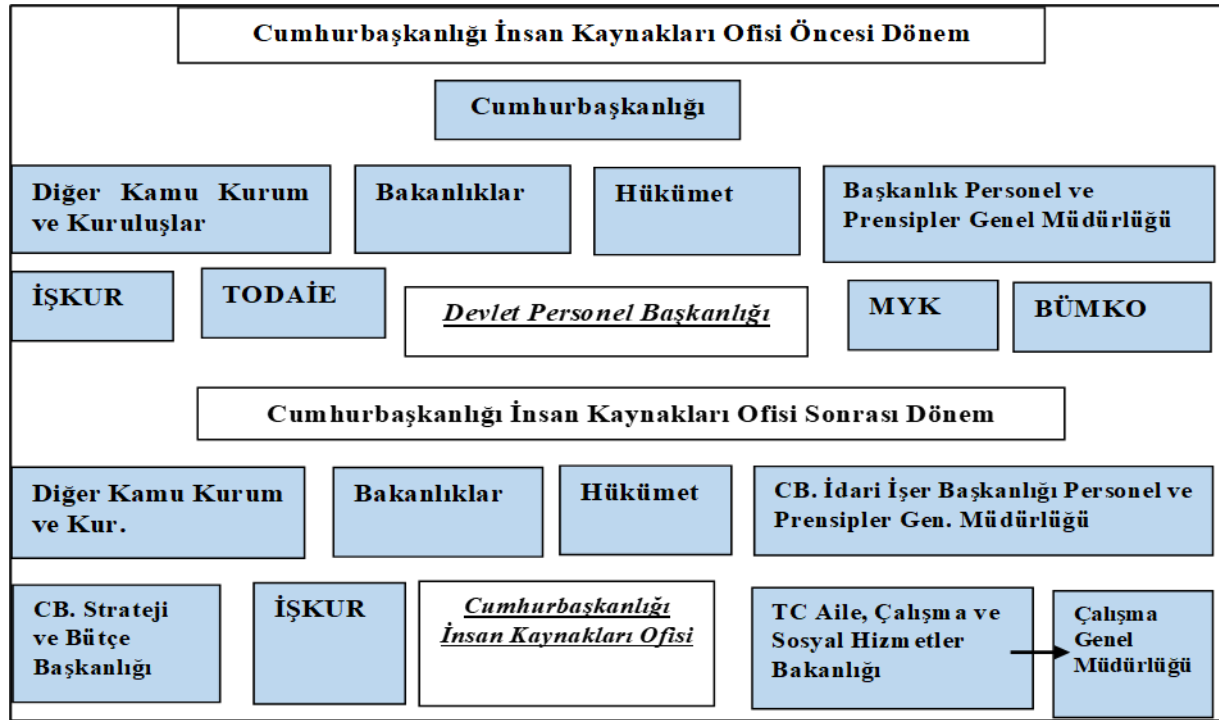 Cumhurbaşkanlığı İnsan Kaynakları Ofisi Öncesi Dönem
Cumhurbaşkanlığı
Diğer Kamu Kurum
ve Kuruluşlar
Bakanlıklar
Hükümet
Başkanlık Personel ve
Prensipler Genel Müdürlüğü
İŞKUR
TODAİE
Devlet Personel Başkanlığı
MYK
BÜMKO
Cumhurbaşkanlığı İnsan Kaynakları Ofisi Sonrası Dönem
Diğer Kamu Kurum
ve Kur.
Bakanlıklar
Hükümet
CB. İdari İşer Başkanlığı Personel ve
Prensipler Gen. Müdürlüğü
CB. Strateji
ve Bütçe
Başkanlığı
İŞKUR
Cumhurbaşkanlığı
İnsan Kaynakları Ofisi
TC Aile, Çalışma ve
Sosyal Hizmetler
Bakanlığı
Çalışma
Genel
Müdürlüğü